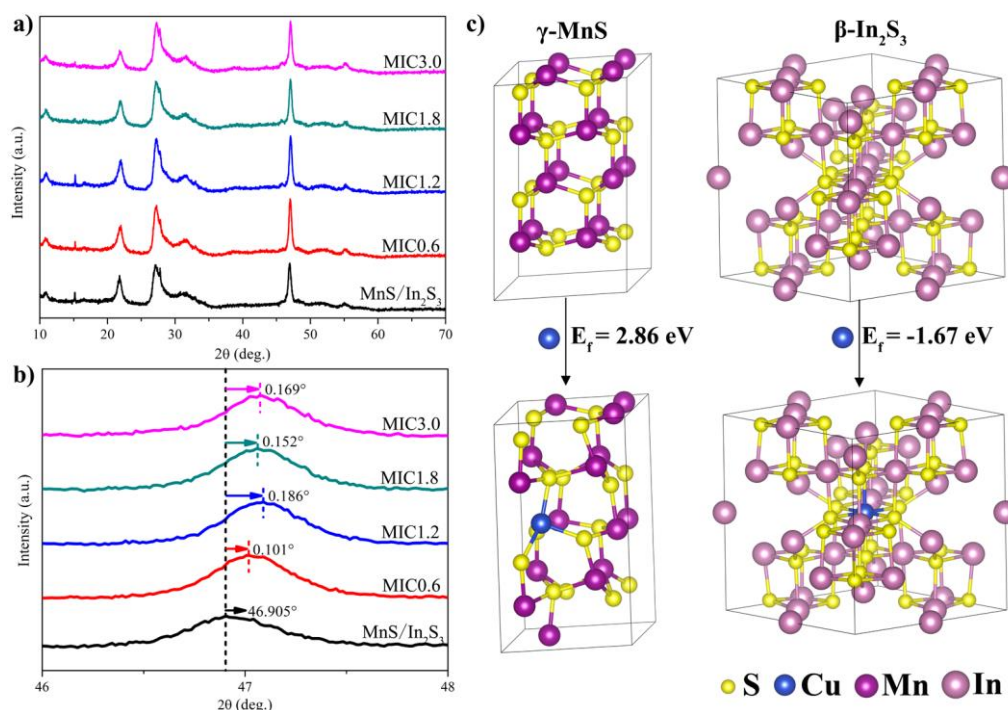 a)
MIC3.0
MIC1.8
MIC1.2
MIC0.6
MnS/In₂S₃
Intensity (a.u.)
10 20 30 40 50 60 70
2θ (deg.)
b)
0.169°
MIC3.0
0.152°
MIC1.8
0.186°
MIC1.2
0.101°
MIC0.6
46.905°
MnS/In₂S₃
Intensity (a.u.)
46 47 48
2θ (deg.)
c)
γ-MnS
β-In₂S₃
E_f = 2.86 eV
E_f = -1.67 eV
S Cu Mn In